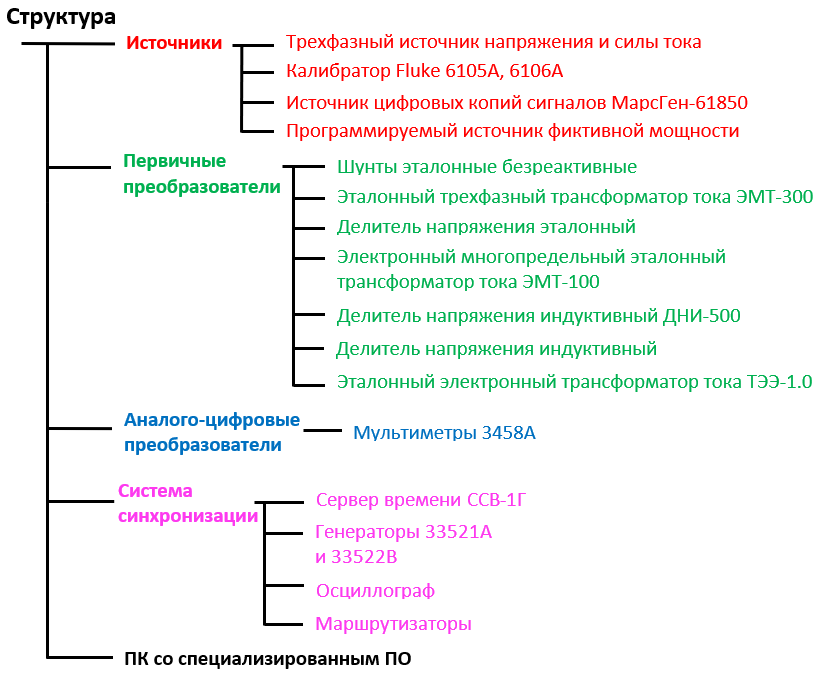 Структура
Источники
Трехфазный источник напряжения и силы тока
Калибратор Fluke 6105A, 6106A
Источник цифровых копий сигналов МарсГен-61850
Программируемый источник фиктивной мощности
Первичные
преобразователи
Шунты эталонные безреактивные
Эталонный трехфазный трансформатор тока ЭМТ-300
Делитель напряжения эталонный
Электронный многопредельный эталонный
трансформатор тока ЭМТ-100
Делитель напряжения индуктивный ДНИ-500
Делитель напряжения индуктивный
Эталонный электронный трансформатор тока ТЭЭ-1.0
Аналого-цифровые
преобразователи
Мультиметры 3458А
Система
синхронизации
Сервер времени ССВ-1Г
Генераторы 33521А
и 33522В
Осциллограф
Маршрутизаторы
ПК со специализированным ПО